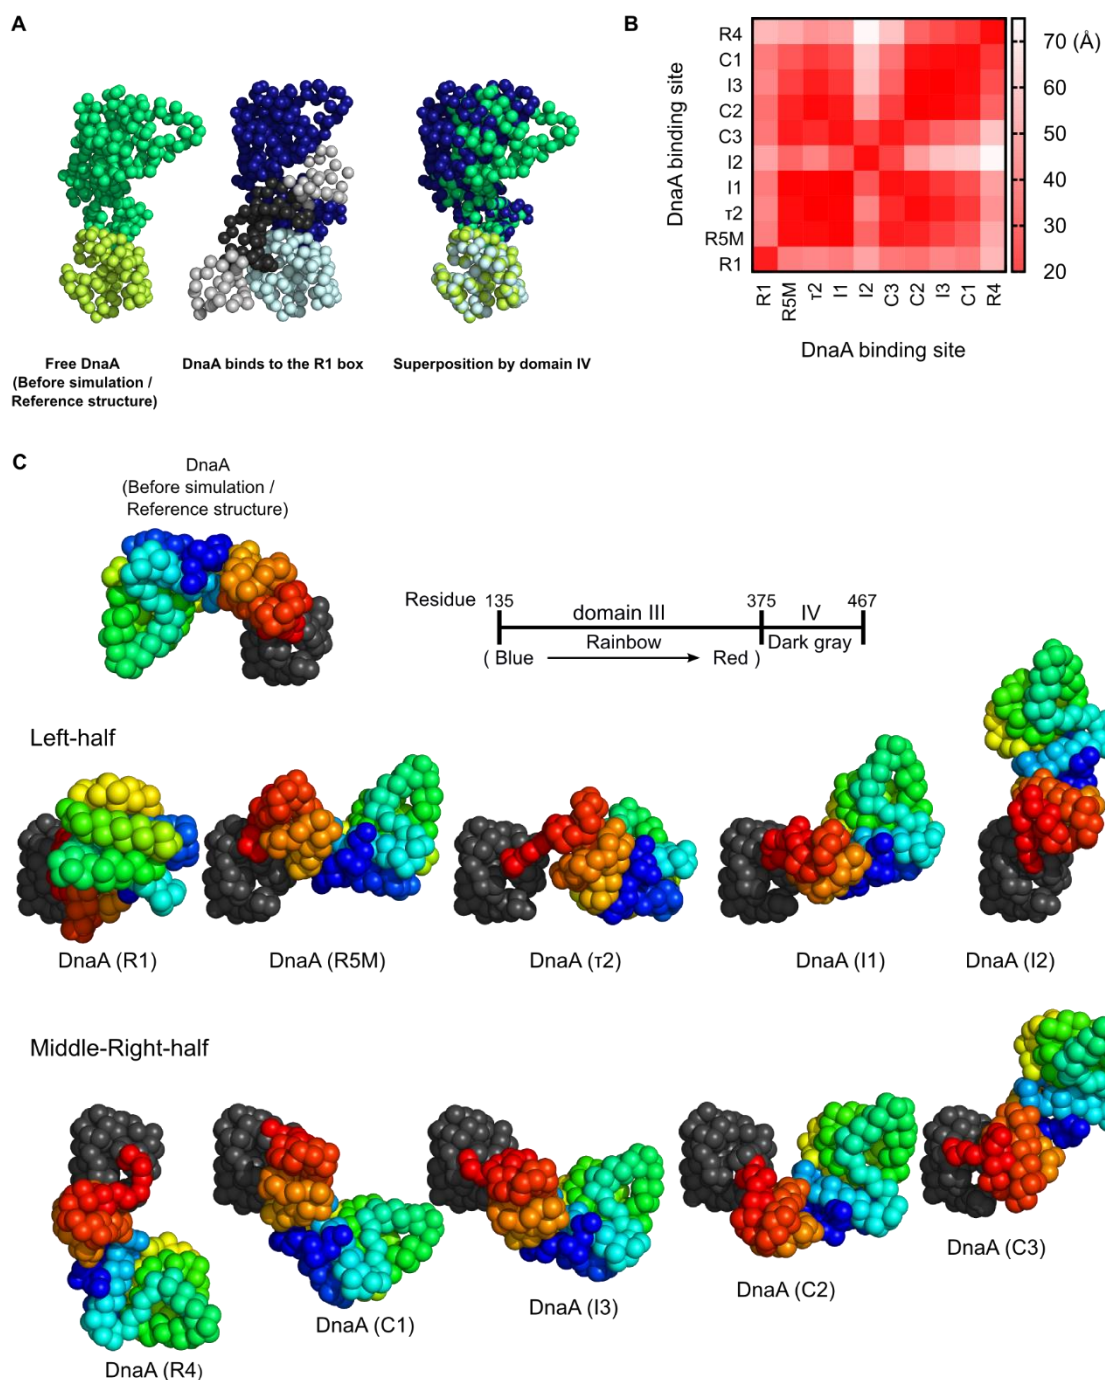 A
Free DnaA
(Before simulation /
Reference structure)
DnaA binds to the R1 box
Superposition by domain IV
B
DnaA binding site
R4
C1
I3
C2
C3
I2
I1
τ2
R5M
R1
R1
R5M
τ2
I1
I2
C3
C2
I3
C1
R4
DnaA binding site
70 (Å)
60
50
40
30
20
C
DnaA
(Before simulation /
Reference structure)
Residue 135 375 467
domain III IV
Rainbow Dark gray
( Blue Red )
Left-half
DnaA (R1)
DnaA (R5M)
DnaA (τ2)
DnaA (I1)
DnaA (I2)
Middle-Right-half
DnaA (R4)
DnaA (C1)
DnaA (I3)
DnaA (C2)
DnaA (C3)